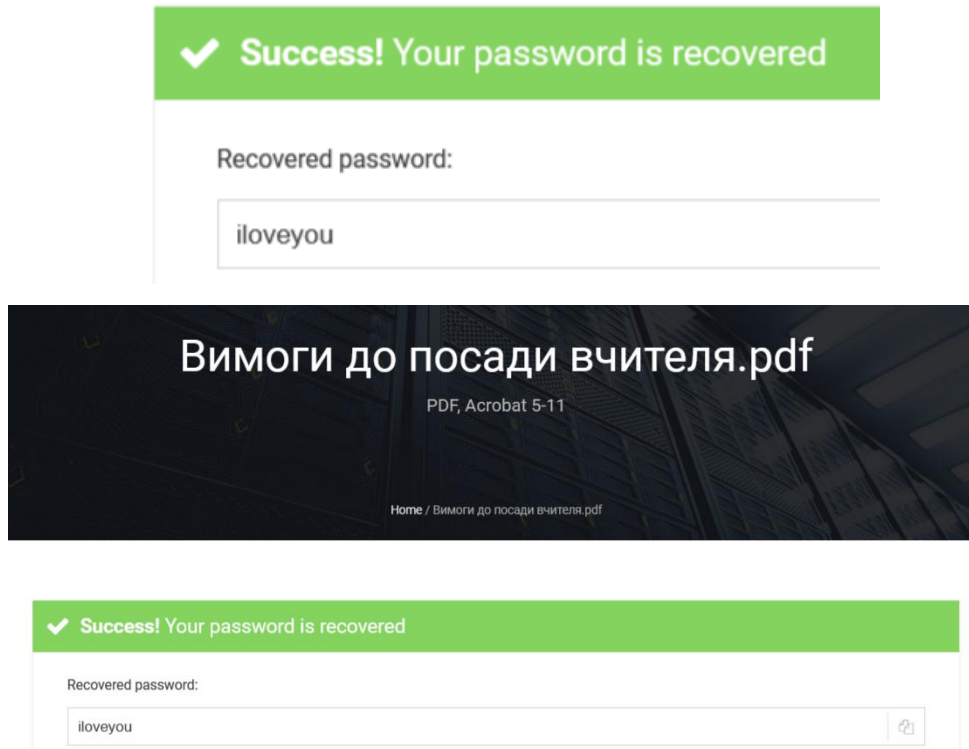 Success! Your password is recovered
Recovered password:
iloveyou
Вимоги до посади вчителя.pdf
PDF, Acrobat 5-11
Home / Вимоги до посади вчителя.pdf
Success! Your password is recovered
Recovered password:
iloveyou